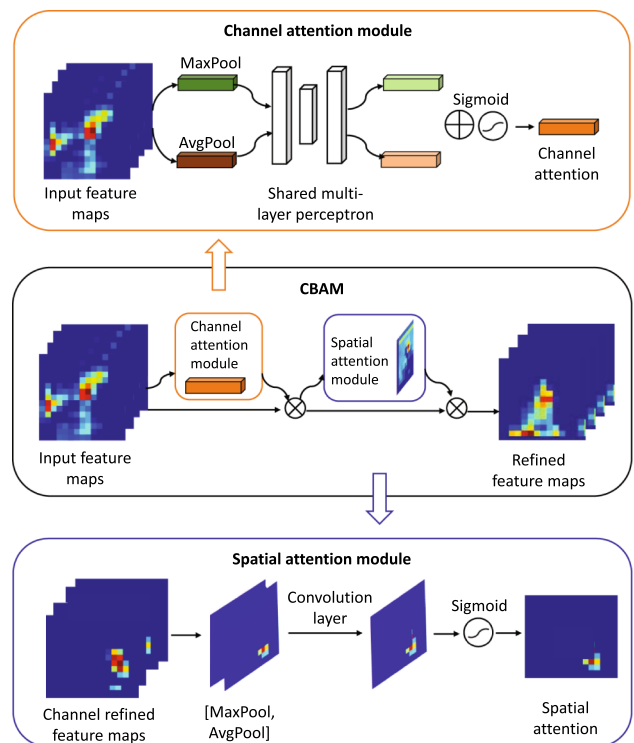 Channel attention module
MaxPool
AvgPool
Sigmoid
Input feature
maps
Shared multi-
layer perceptron
Channel
attention
CBAM
Channel
attention
module
Spatial
attention
module
Input feature
maps
Refined
feature maps
Spatial attention module
Convolution
layer
Sigmoid
Channel refined
feature maps
[MaxPool,
AvgPool]
Spatial
attention